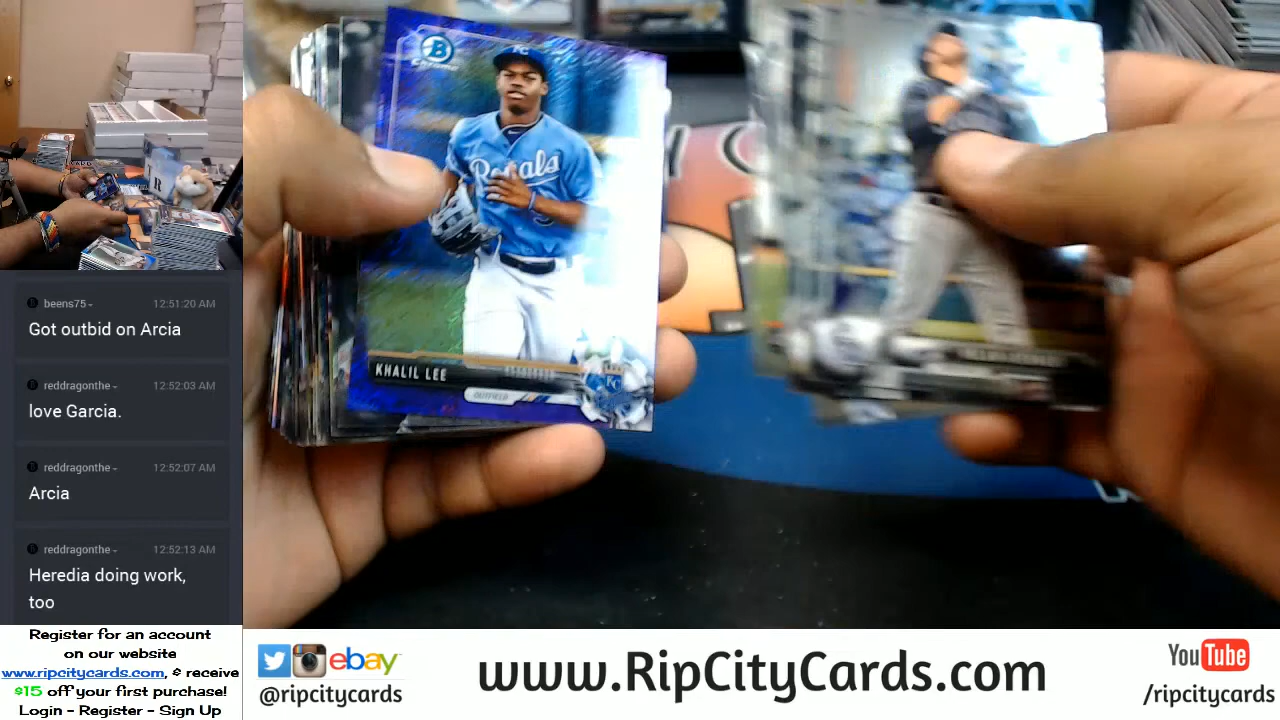 beens75
12:51:20 AM
Got outbid on Arcia
reddragonthe
12:52:03 AM
love Garcia.
reddragonthe
12:52:07 AM
Arcia
reddragonthe
12:52:13 AM
Heredia doing work,
too
Register for an account
on our website
www.ripcitycards.com, & receive
$15 off your first purchase!
Login - Register - Sign Up
B
CHROME
KC
Royals
KHALIL LEE
OUTFIELD
KC
ebay
@ripcitycards
www.RipCityCards.com
YouTube
/ripcitycards